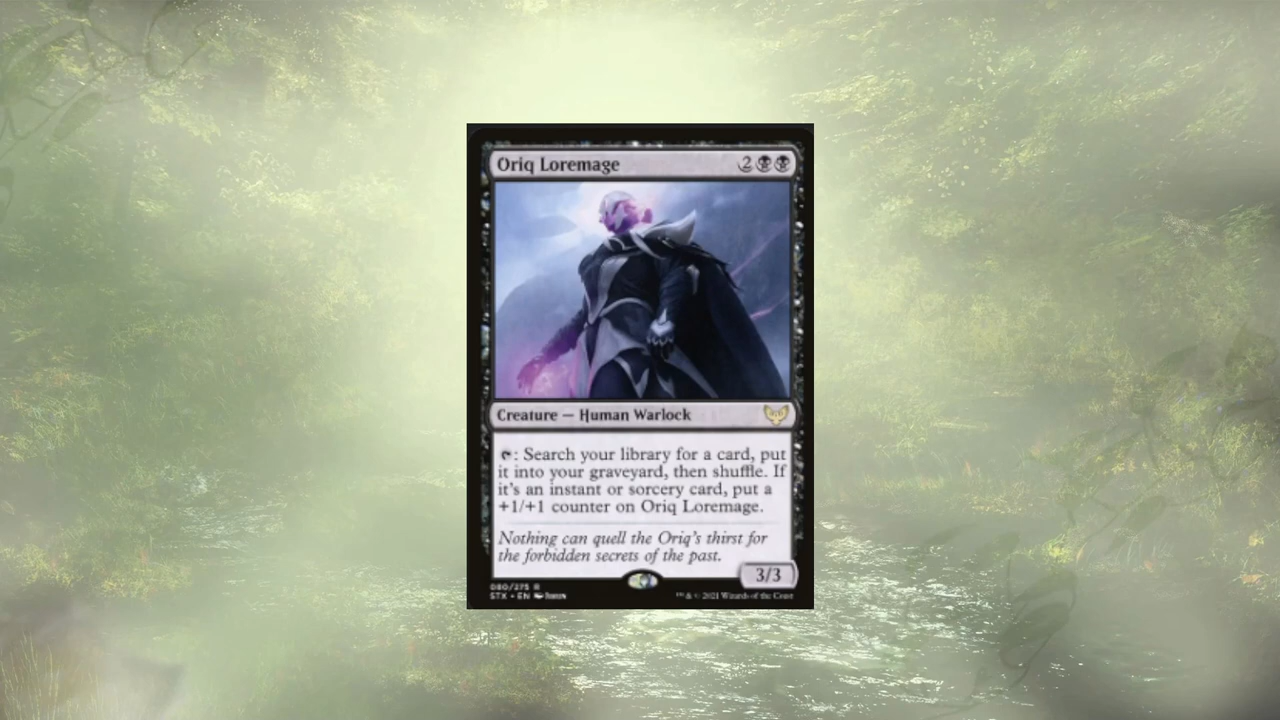 Oriq Loremage 2
Creature — Human Warlock
: Search your library for a card, put
it into your graveyard, then shuffle. If
it's an instant or sorcery card, put a
+1/+1 counter on Oriq Loremage.
Nothing can quell the Oriq's thirst for
the forbidden secrets of the past.
3/3
080/275 R
STX • EN
™ & © 2021 Wizards of the Coast